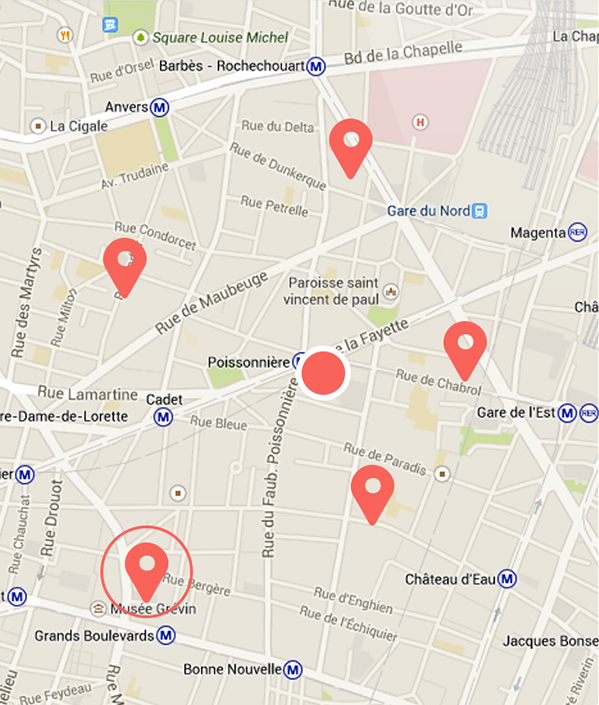 Rue de la Goutte d'Or
Square Louise Michel
Bd de la Chapelle
La Chap
Barbès - Rochechouart
M
Rue d'Orsel
Anvers
M
La Cigale
Rue du Delta
H
Rue de Dunkerque
Av. Trudaine
Rue Petrelle
Gare du Nord
Rue Condorcet
Magenta
RER
Rue des Martyrs
Rue Milton
Rue de Maubeuge
Paroisse saint
vincent de paul
Châ
e la Fayette
Poissonnière
Rue de Chabrol
Rue Lamartine
Cadet
M
re-Dame-de-Lorette
Gare de l'Est
M
RER
Rue Bleue
Rue du Faub. Poissonnière
Rue de Paradis
ier
M
Rue Chauchat
Rue Drouot
Rue Bergère
Château d'Eau
M
t
M
Musée Grévin
Rue d'Enghien
Rue de l'Échiquier
Grands Boulevards
M
Jacques Bonse
Bonne Nouvelle
M
Rue M
elieu
Rue Feydeau
né Riverin